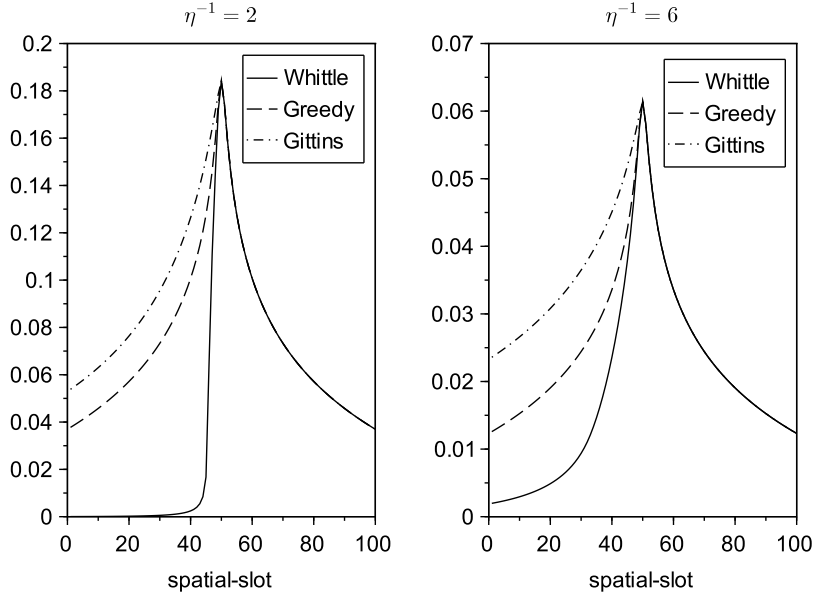 η⁻¹ = 2
0.2
0.18
0.16
0.14
0.12
0.1
0.08
0.06
0.04
0.02
0
0 20 40 60 80 100
spatial-slot
Whittle
Greedy
Gittins
η⁻¹ = 6
0.07
0.06
0.05
0.04
0.03
0.02
0.01
0
0 20 40 60 80 100
spatial-slot
Whittle
Greedy
Gittins